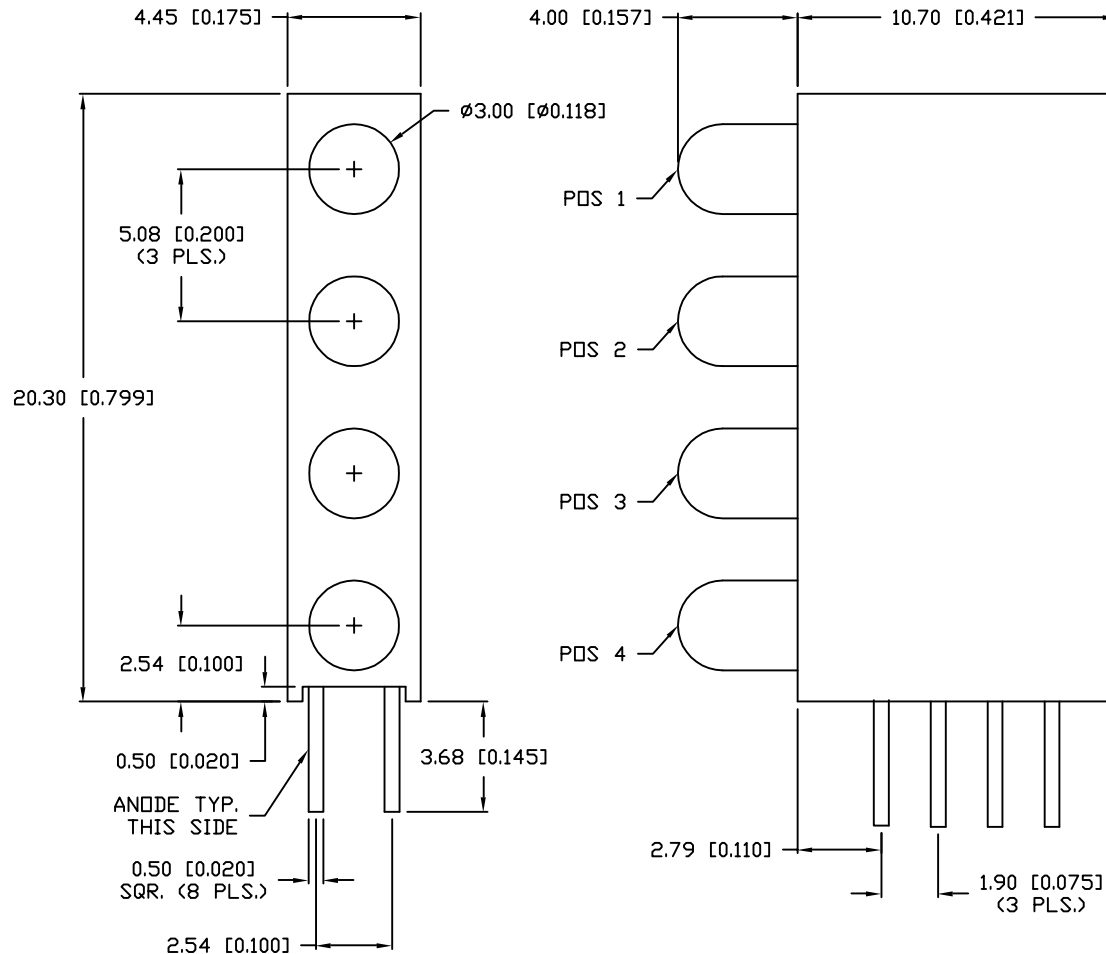 4.45 [0.175]
4.00 [0.157]
10.70 [0.421]
ø3.00 [ø0.118]
POS 1
5.08 [0.200]
(3 PLS.)
POS 2
20.30 [0.799]
POS 3
POS 4
2.54 [0.100]
0.50 [0.020]
3.68 [0.145]
ANODE TYP.
THIS SIDE
2.79 [0.110]
0.50 [0.020]
SQR. (8 PLS.)
1.90 [0.075]
(3 PLS.)
2.54 [0.100]